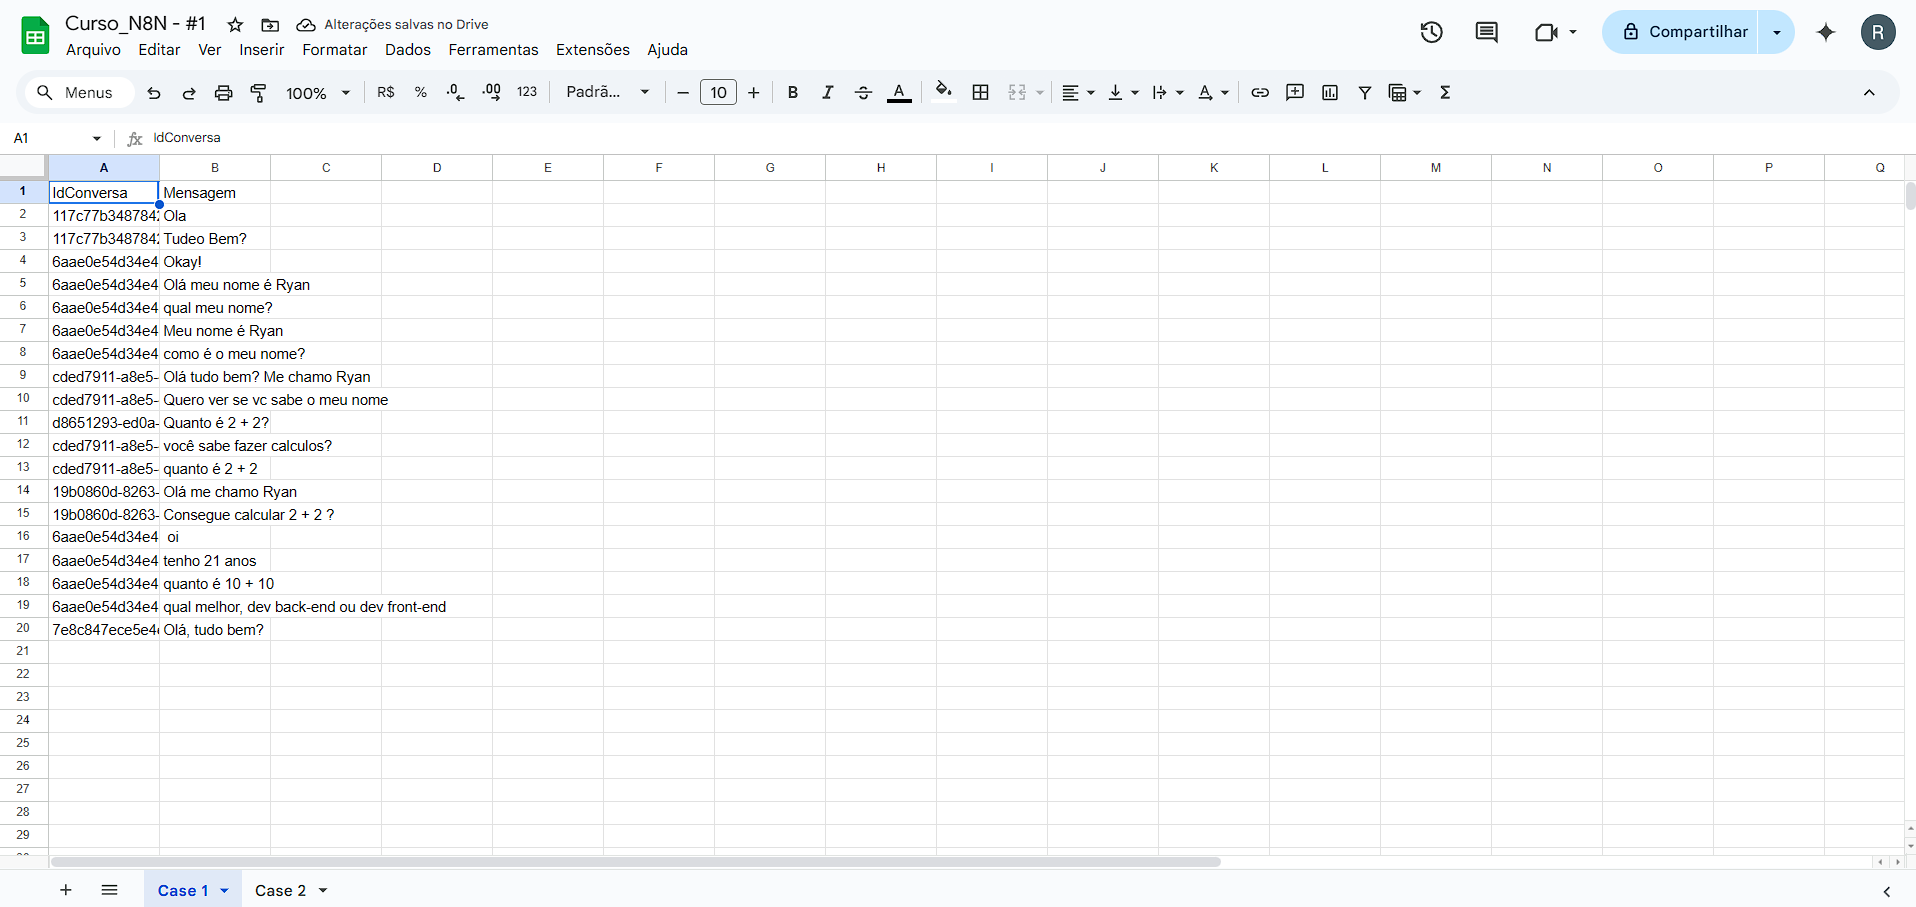 Curso_N8N - #1
Alterações salvas no Drive
Arquivo Editar Ver Inserir Formatar Dados Ferramentas Extensões Ajuda
Compartilhar
R
Menus
100%
R$ % .0 .00 123
Padrã...
10
B I A A
A1
IdConversa
A B C D E F G H I J K L M N O P Q
1 IdConversa Mensagem
2 117c77b3487842 Ola
3 117c77b3487842 Tudeo Bem?
4 6aae0e54d34e4 Okay!
5 6aae0e54d34e4 Olá meu nome é Ryan
6 6aae0e54d34e4 qual meu nome?
7 6aae0e54d34e4 Meu nome é Ryan
8 6aae0e54d34e4 como é o meu nome?
9 cded7911-a8e5- Olá tudo bem? Me chamo Ryan
10 cded7911-a8e5- Quero ver se vc sabe o meu nome
11 d8651293-ed0a- Quanto é 2 + 2?
12 cded7911-a8e5- você sabe fazer calculos?
13 cded7911-a8e5- quanto é 2 + 2
14 19b0860d-8263- Olá me chamo Ryan
15 19b0860d-8263- Consegue calcular 2 + 2 ?
16 6aae0e54d34e4 oi
17 6aae0e54d34e4 tenho 21 anos
18 6aae0e54d34e4 quanto é 10 + 10
19 6aae0e54d34e4 qual melhor, dev back-end ou dev front-end
20 7e8c847ece5e4 Olá, tudo bem?
21
22
23
24
25
26
27
28
29
Case 1 Case 2